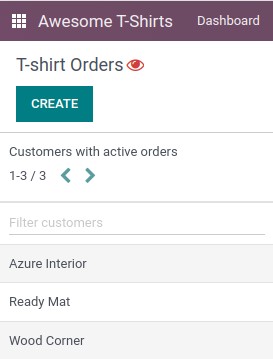 Awesome T-Shirts Dashboard
T-shirt Orders
CREATE
Customers with active orders
1-3 / 3
Filter customers
Azure Interior
Ready Mat
Wood Corner